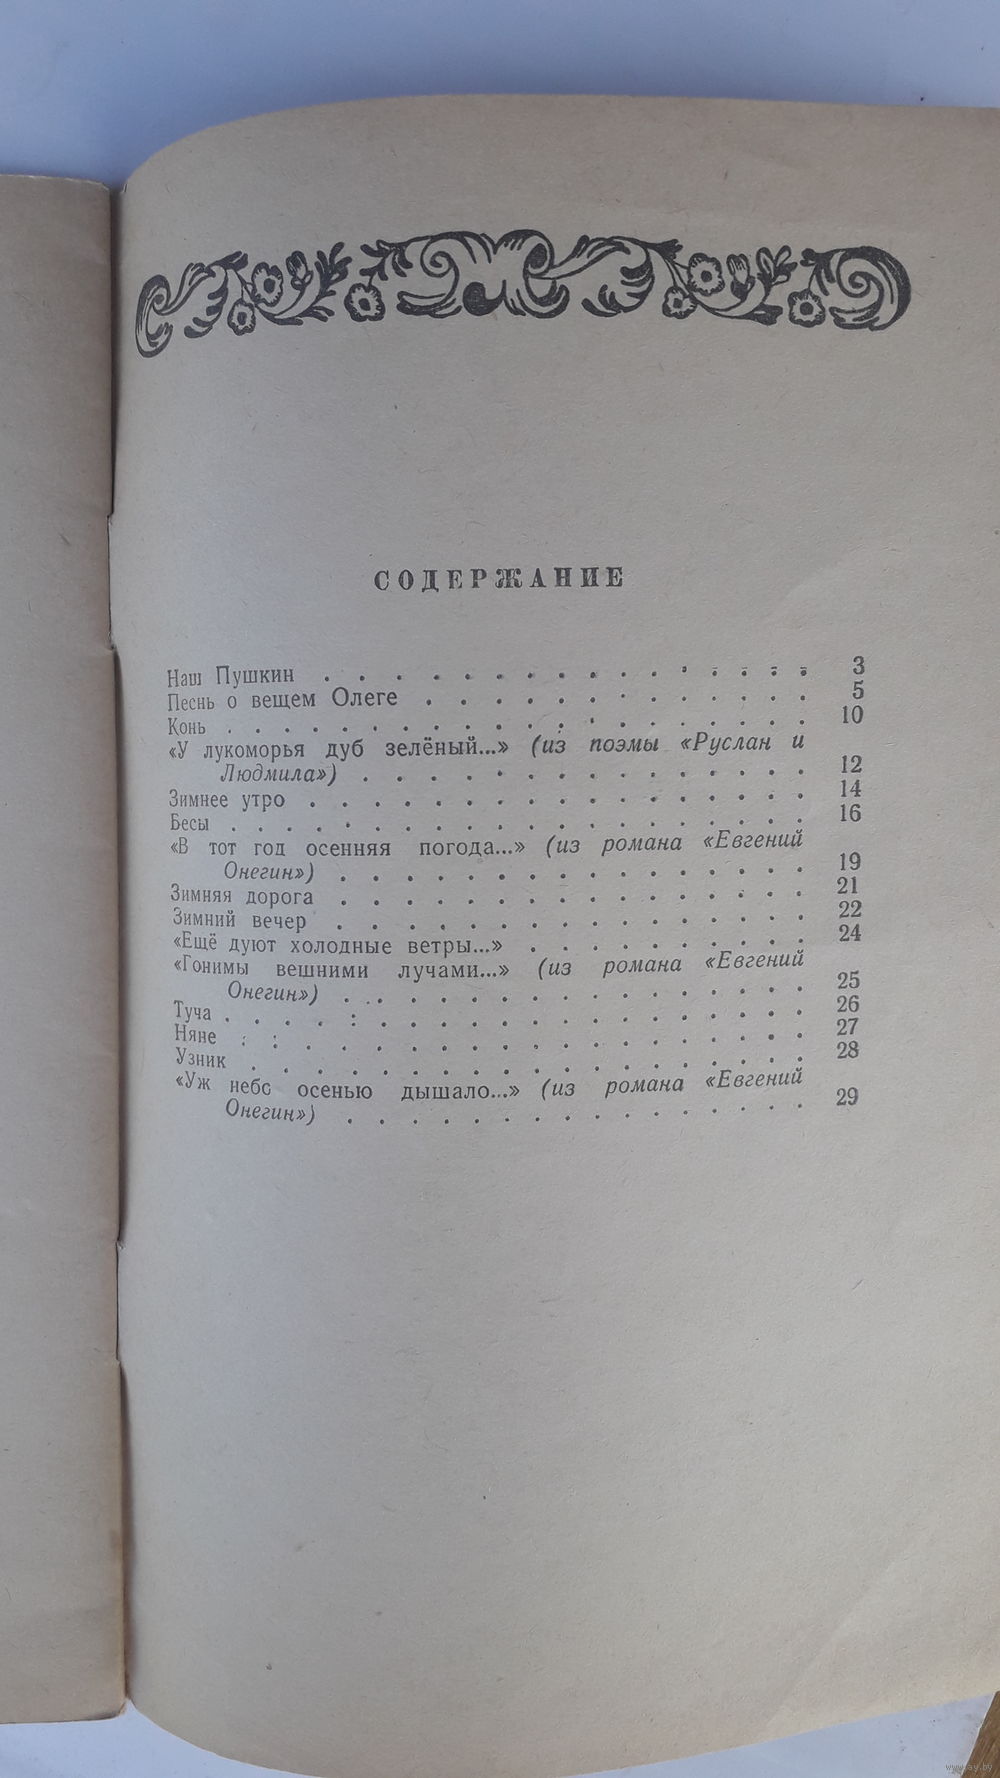 СОДЕРЖАНИЕ
Наш Пушкин . . . . . . . . . . . . . . . . 3
Песнь о вещем Олеге . . . . . . . . . . . . . 5
Конь . . . . . . . . . . . . . . . . . . . 10
«У лукоморья дуб зелёный...» (из поэмы «Руслан и
Людмила») . . . . . . . . . . . . . . . 12
Зимнее утро . . . . . . . . . . . . . . . . 14
Бесы . . . . . . . . . . . . . . . . . . . 16
«В тот год осенняя погода...» (из романа «Евгений
Онегин») . . . . . . . . . . . . . . . 19
Зимняя дорога . . . . . . . . . . . . . . . 21
Зимний вечер . . . . . . . . . . . . . . . 22
«Ещё дуют холодные ветры...» . . . . . . . . . 24
«Гонимы вешними лучами...» (из романа «Евгений
Онегин») . . . . . . . . . . . . . . . 25
Туча . . . . . . . . . . . . . . . . . . . 26
Няне . . . . . . . . . . . . . . . . . . . 27
Узник . . . . . . . . . . . . . . . . . . 28
«Уж небо осенью дышало...» (из романа «Евгений
Онегин») . . . . . . . . . . . . . . . 29
www.ay.by